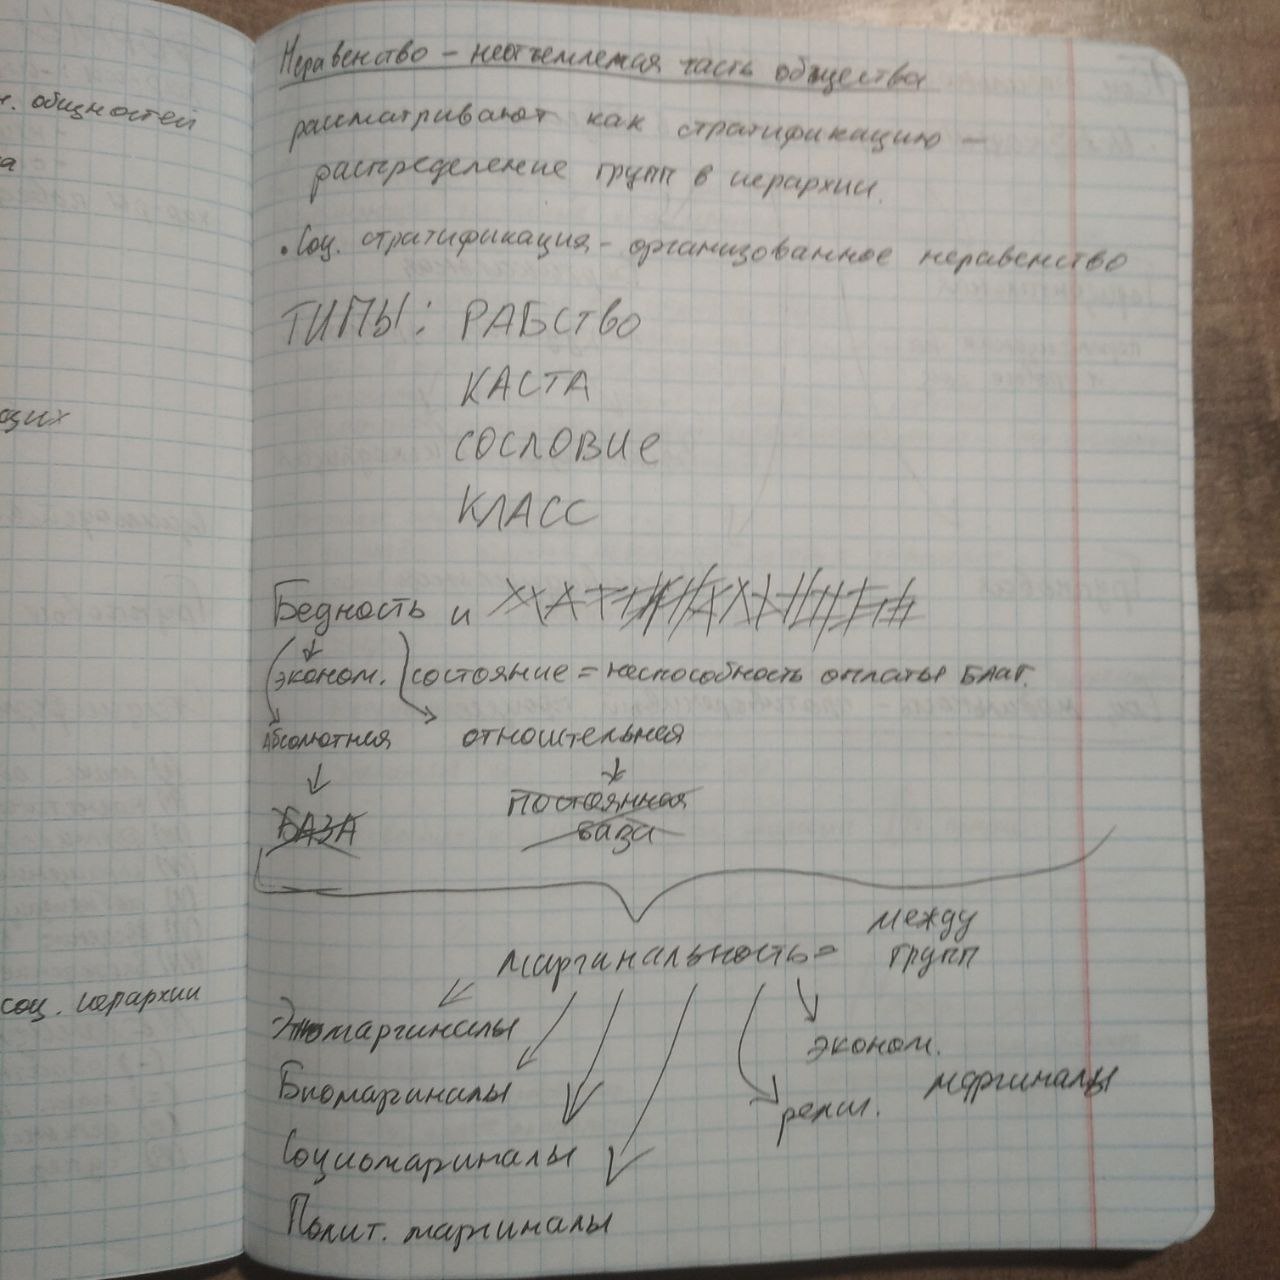 н. общностей
ющих
соц. иерархии
Неравенство – неотъемлемая часть общества
рассматривают как стратификацию –
распределение групп в иерархии.
• Соц. стратификация – организованное неравенство
ТИПЫ: РАБСТВО
КАСТА
СОСЛОВИЕ
КЛАСС
Бедность и
эконом. состояние = неспособность оплаты БЛАГ.
Абсолютная относительная
БАЗА постоянная
база
маргинальность = между
групп
Этномаргиналы
эконом.
маргиналы
Биомаргиналы
религ.
Социомаргиналы
Полит. маргиналы